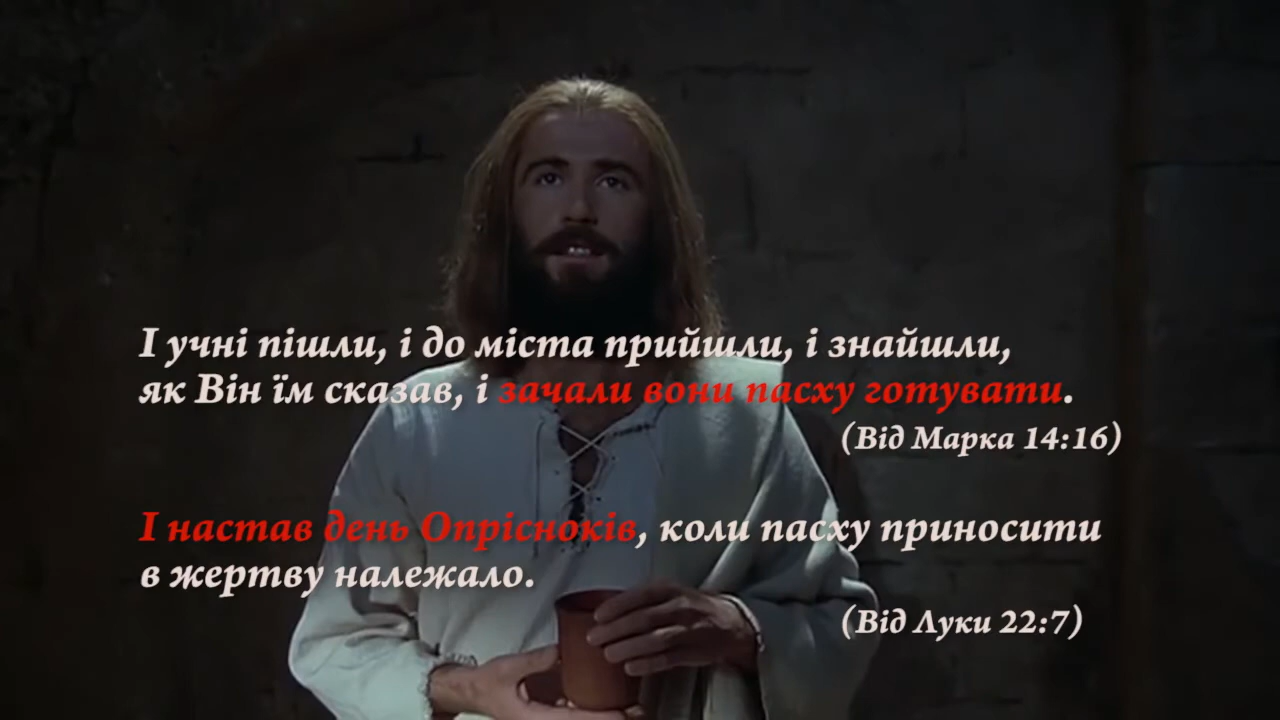 І учні пішли, і до міста прийшли, і знайшли,
як Він їм сказав, і зачали вони пасху готувати.
(Від Марка 14:16)
І настав день Опрісноків, коли пасху приносити
в жертву належало.
(Від Луки 22:7)